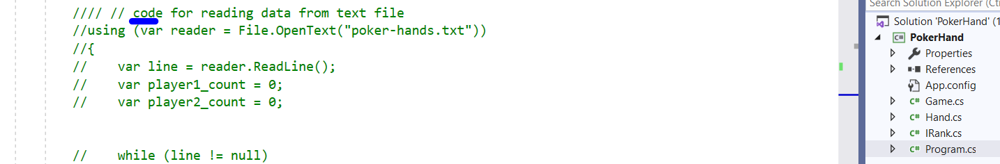 //// // code for reading data from text file
//using (var reader = File.OpenText("poker-hands.txt"))
//{
//    var line = reader.ReadLine();
//    var player1_count = 0;
//    var player2_count = 0;
//    while (line != null)
Search Solution Explorer (Ctr
Solution 'PokerHand' (1
C# PokerHand
Properties
References
App.config
C# Game.cs
C# Hand.cs
C# IRank.cs
C# Program.cs